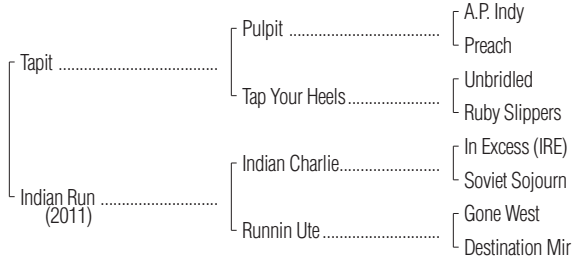 A.P. Indy
Pulpit ..........................................
Preach
Tapit ............................................
Unbridled
Tap Your Heels .........................
Ruby Slippers
In Excess (IRE)
Indian Charlie ...........................
Soviet Sojourn
Indian Run ................................
(2011)
Gone West
Runnin Ute ................................
Destination Mir